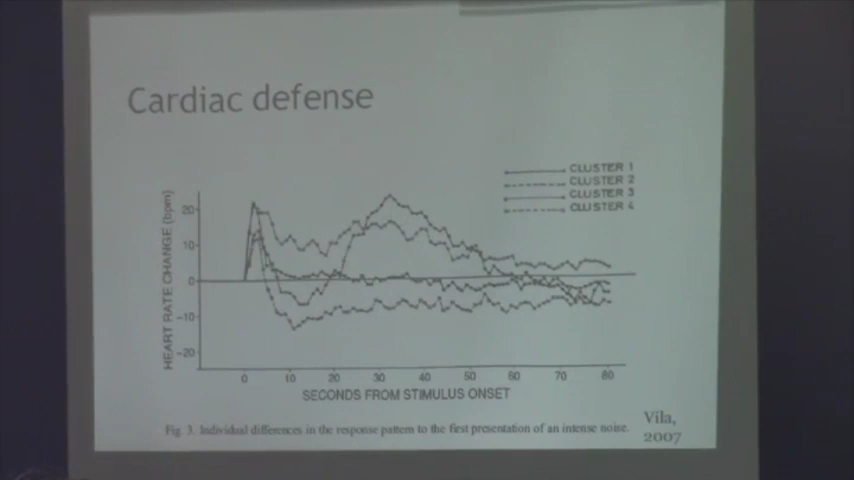 Cardiac defense
CLUSTER 1
CLUSTER 2
CLUSTER 3
CLUSTER 4
HEART RATE CHANGE (bpm)
20
10
0
-10
-20
0 10 20 30 40 50 60 70 80
SECONDS FROM STIMULUS ONSET
Fig. 3. Individual differences in the response pattern to the first presentation of an intense noise.
Vila,
2007